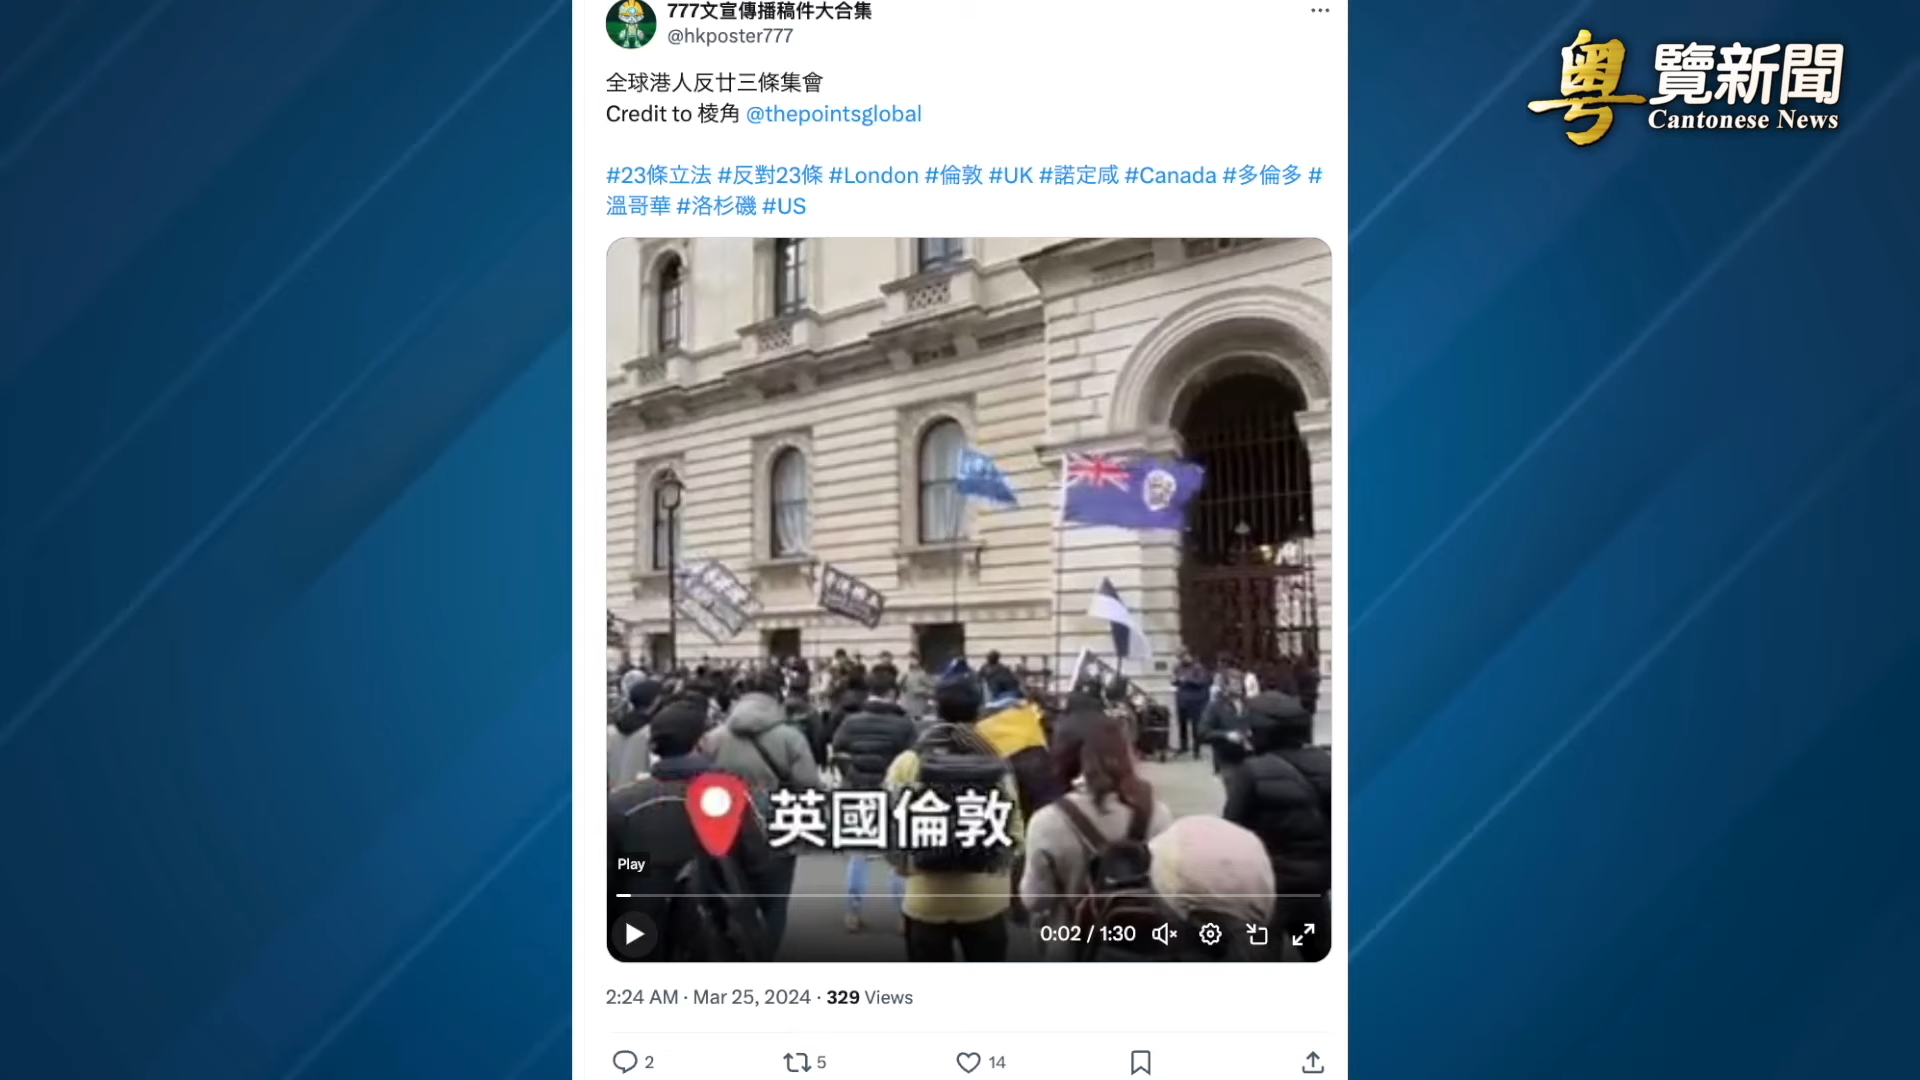 777文宣傳播稿件大合集
@hkposter777
粵覽新聞
Cantonese News
全球港人反廿三條集會
Credit to 棱角 @thepointsglobal
#23條立法 #反對23條 #London #倫敦 #UK #諾定咸 #Canada #多倫多 #
溫哥華 #洛杉磯 #US
英國倫敦
Play
0:02 / 1:30
2:24 AM · Mar 25, 2024 · 329 Views
2
5
14